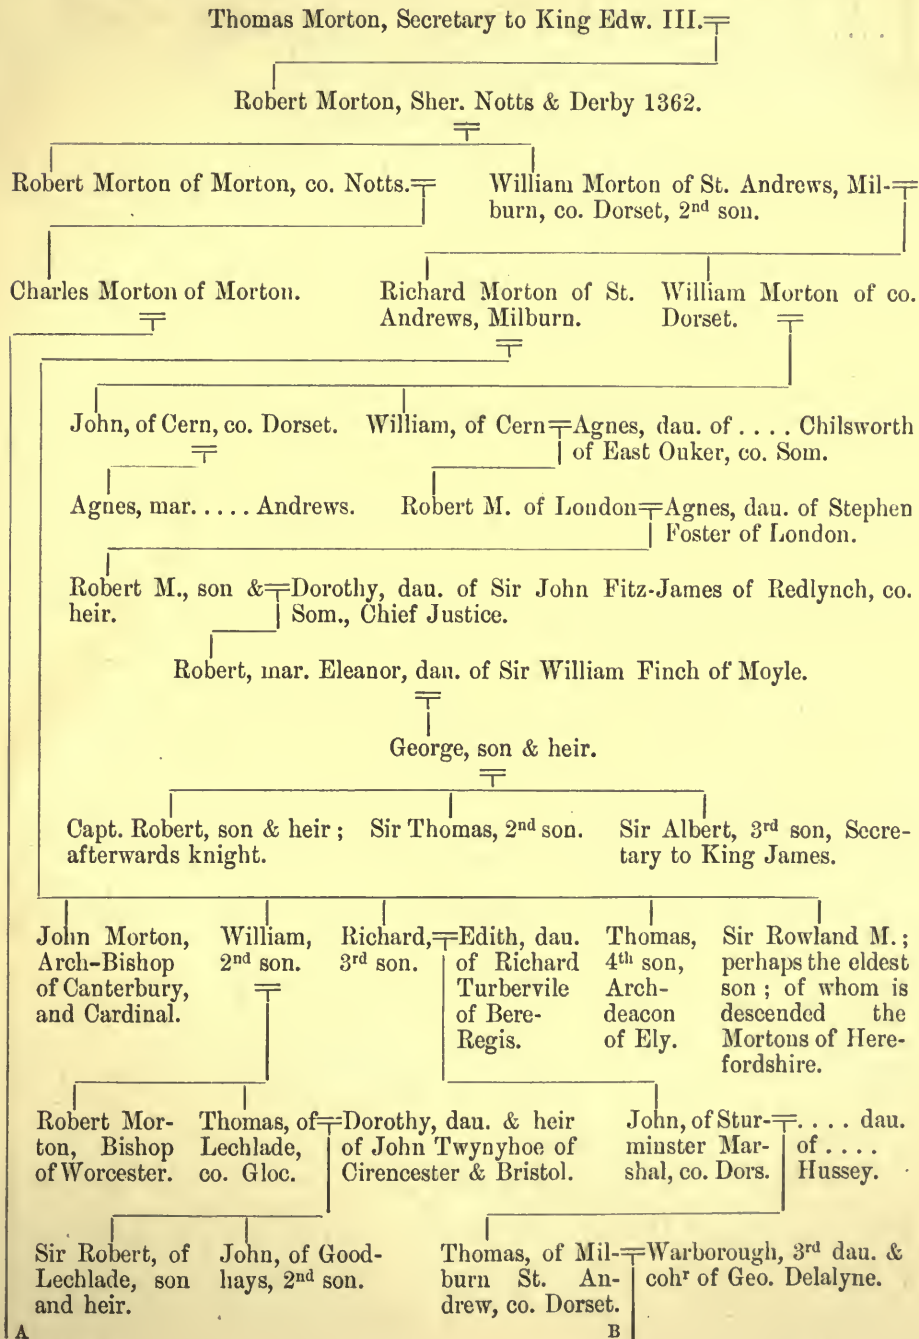 Thomas Morton, Secretary to King Edw. III.
Robert Morton, Sher. Notts & Derby 1362.
Robert Morton of Morton, co. Notts.
William Morton of St. Andrews, Mil-
burn, co. Dorset, 2nd son.
Charles Morton of Morton.
Richard Morton of St.
Andrews, Milburn.
William Morton of co.
Dorset.
John, of Cern, co. Dorset.
William, of Cern
Agnes, dau. of . . . . Chilsworth
of East Ouker, co. Som.
Agnes, mar. . . . . Andrews.
Robert M. of London
Agnes, dau. of Stephen
Foster of London.
Robert M., son &
heir.
Dorothy, dau. of Sir John Fitz-James of Redlynch, co.
Som., Chief Justice.
Robert, mar. Eleanor, dau. of Sir William Finch of Moyle.
George, son & heir.
Capt. Robert, son & heir ;
afterwards knight.
Sir Thomas, 2nd son.
Sir Albert, 3rd son, Secre-
tary to King James.
John Morton,
Arch-Bishop
of Canterbury,
and Cardinal.
William,
2nd son.
Richard,
3rd son.
Edith, dau.
of Richard
Turbervile
of Bere-
Regis.
Thomas,
4th son,
Arch-
deacon
of Ely.
Sir Rowland M. ;
perhaps the eldest
son ; of whom is
descended the
Mortons of Here-
fordshire.
Robert Mor-
ton, Bishop
of Worcester.
Thomas, of
Lechlade,
co. Gloc.
Dorothy, dau. & heir
of John Twynyhoe of
Cirencester & Bristol.
John, of Stur-
minster Mar-
shal, co. Dors.
. . . . dau.
of . . . .
Hussey.
Sir Robert, of
Lechlade, son
and heir.
John, of Good-
hays, 2nd son.
Thomas, of Mil-
burn St. An-
drew, co. Dorset.
Warborough, 3rd dau. &
cohr of Geo. Delalyne.
A
B